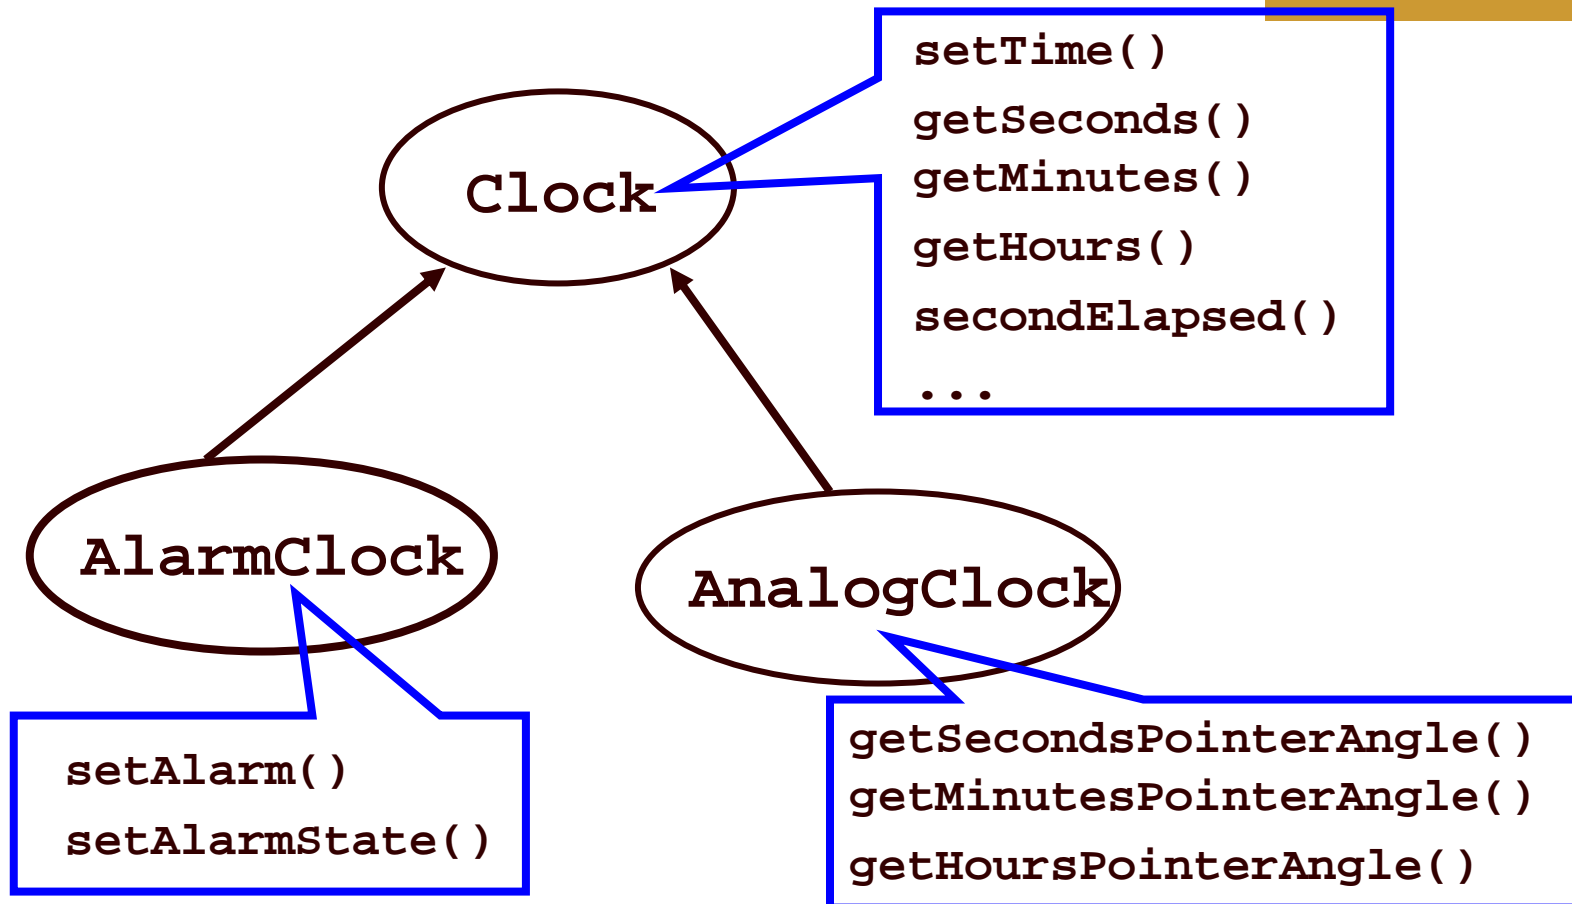 setTime()
getSeconds()
getMinutes()
getHours()
secondElapsed()
...
Clock
AlarmClock
AnalogClock
setAlarm()
setAlarmState()
getSecondsPointerAngle()
getMinutesPointerAngle()
getHoursPointerAngle()